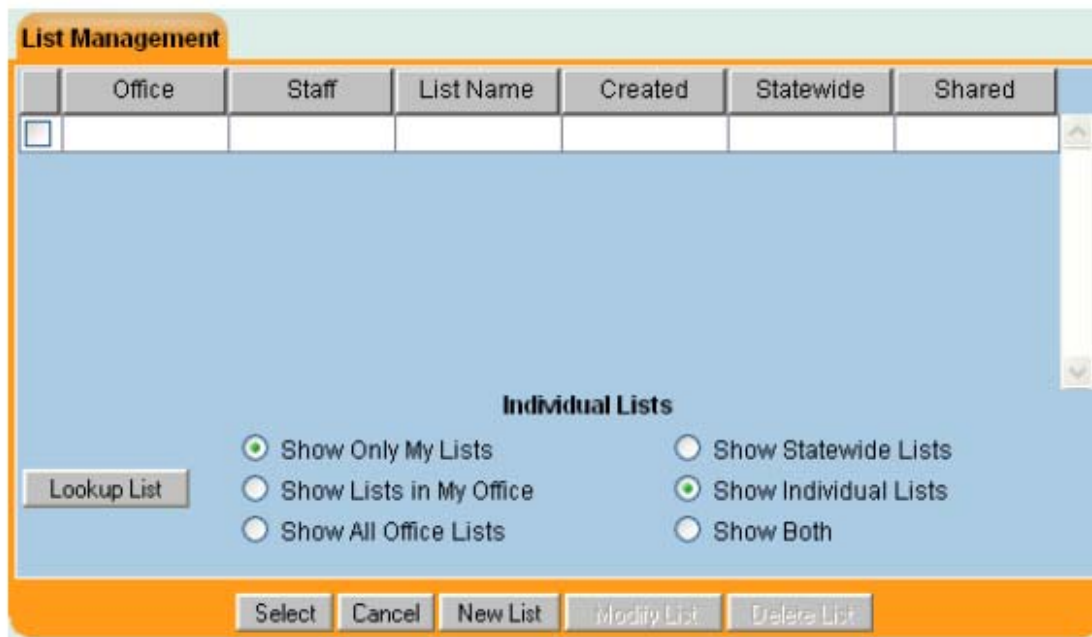 List Management
Office Staff List Name Created Statewide Shared
Individual Lists
Show Only My Lists Show Statewide Lists
Lookup List Show Lists in My Office Show Individual Lists
Show All Office Lists Show Both
Select Cancel New List Modify List Delete List